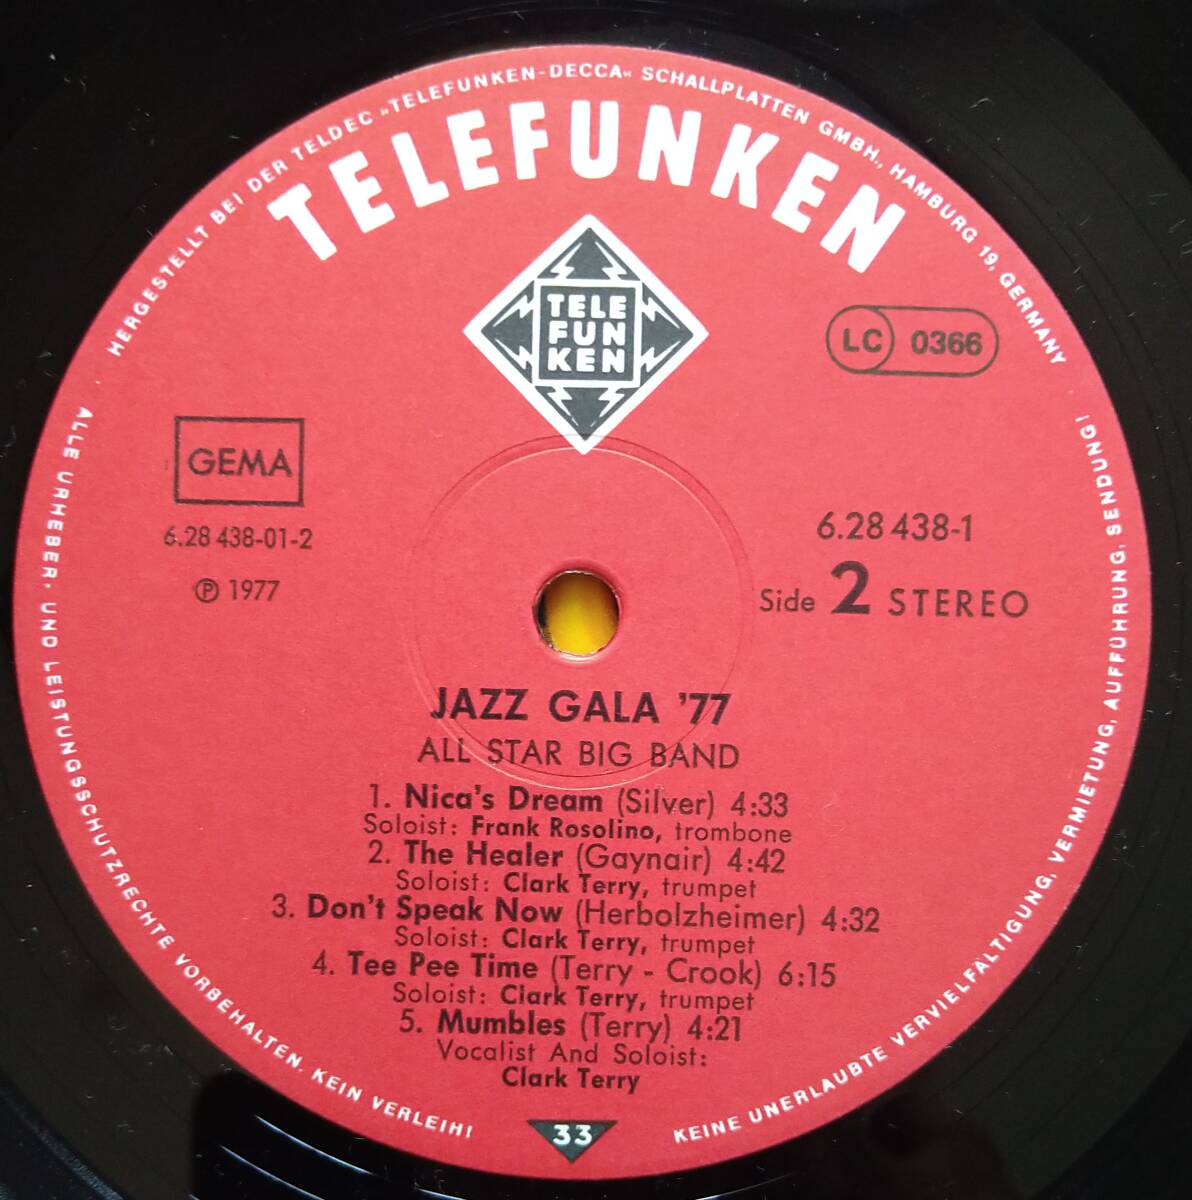 HERGESTELLT BEI DER TELDEC »TELEFUNKEN-DECCA« SCHALLPLATTEN GMBH., HAMBURG 19, GERMANY
TELEFUNKEN
TELE
FUN
KEN
LC 0366
GEMA
6.28 438-01-2
℗ 1977
6.28 438-1
Side 2 STEREO
JAZZ GALA '77
ALL STAR BIG BAND
1. Nica's Dream (Silver) 4:33
Soloist: Frank Rosolino, trombone
2. The Healer (Gaynair) 4:42
Soloist: Clark Terry, trumpet
3. Don't Speak Now (Herbolzheimer) 4:32
Soloist: Clark Terry, trumpet
4. Tee Pee Time (Terry - Crook) 6:15
Soloist: Clark Terry, trumpet
5. Mumbles (Terry) 4:21
Vocalist And Soloist:
Clark Terry
33
ALLE URHEBER- UND LEISTUNGSSCHUTZRECHTE VORBEHALTEN. KEIN VERLEIH!
KEINE UNERLAUBTE VERVIELFÄLTIGUNG, VERMIETUNG, AUFFÜHRUNG, SENDUNG!